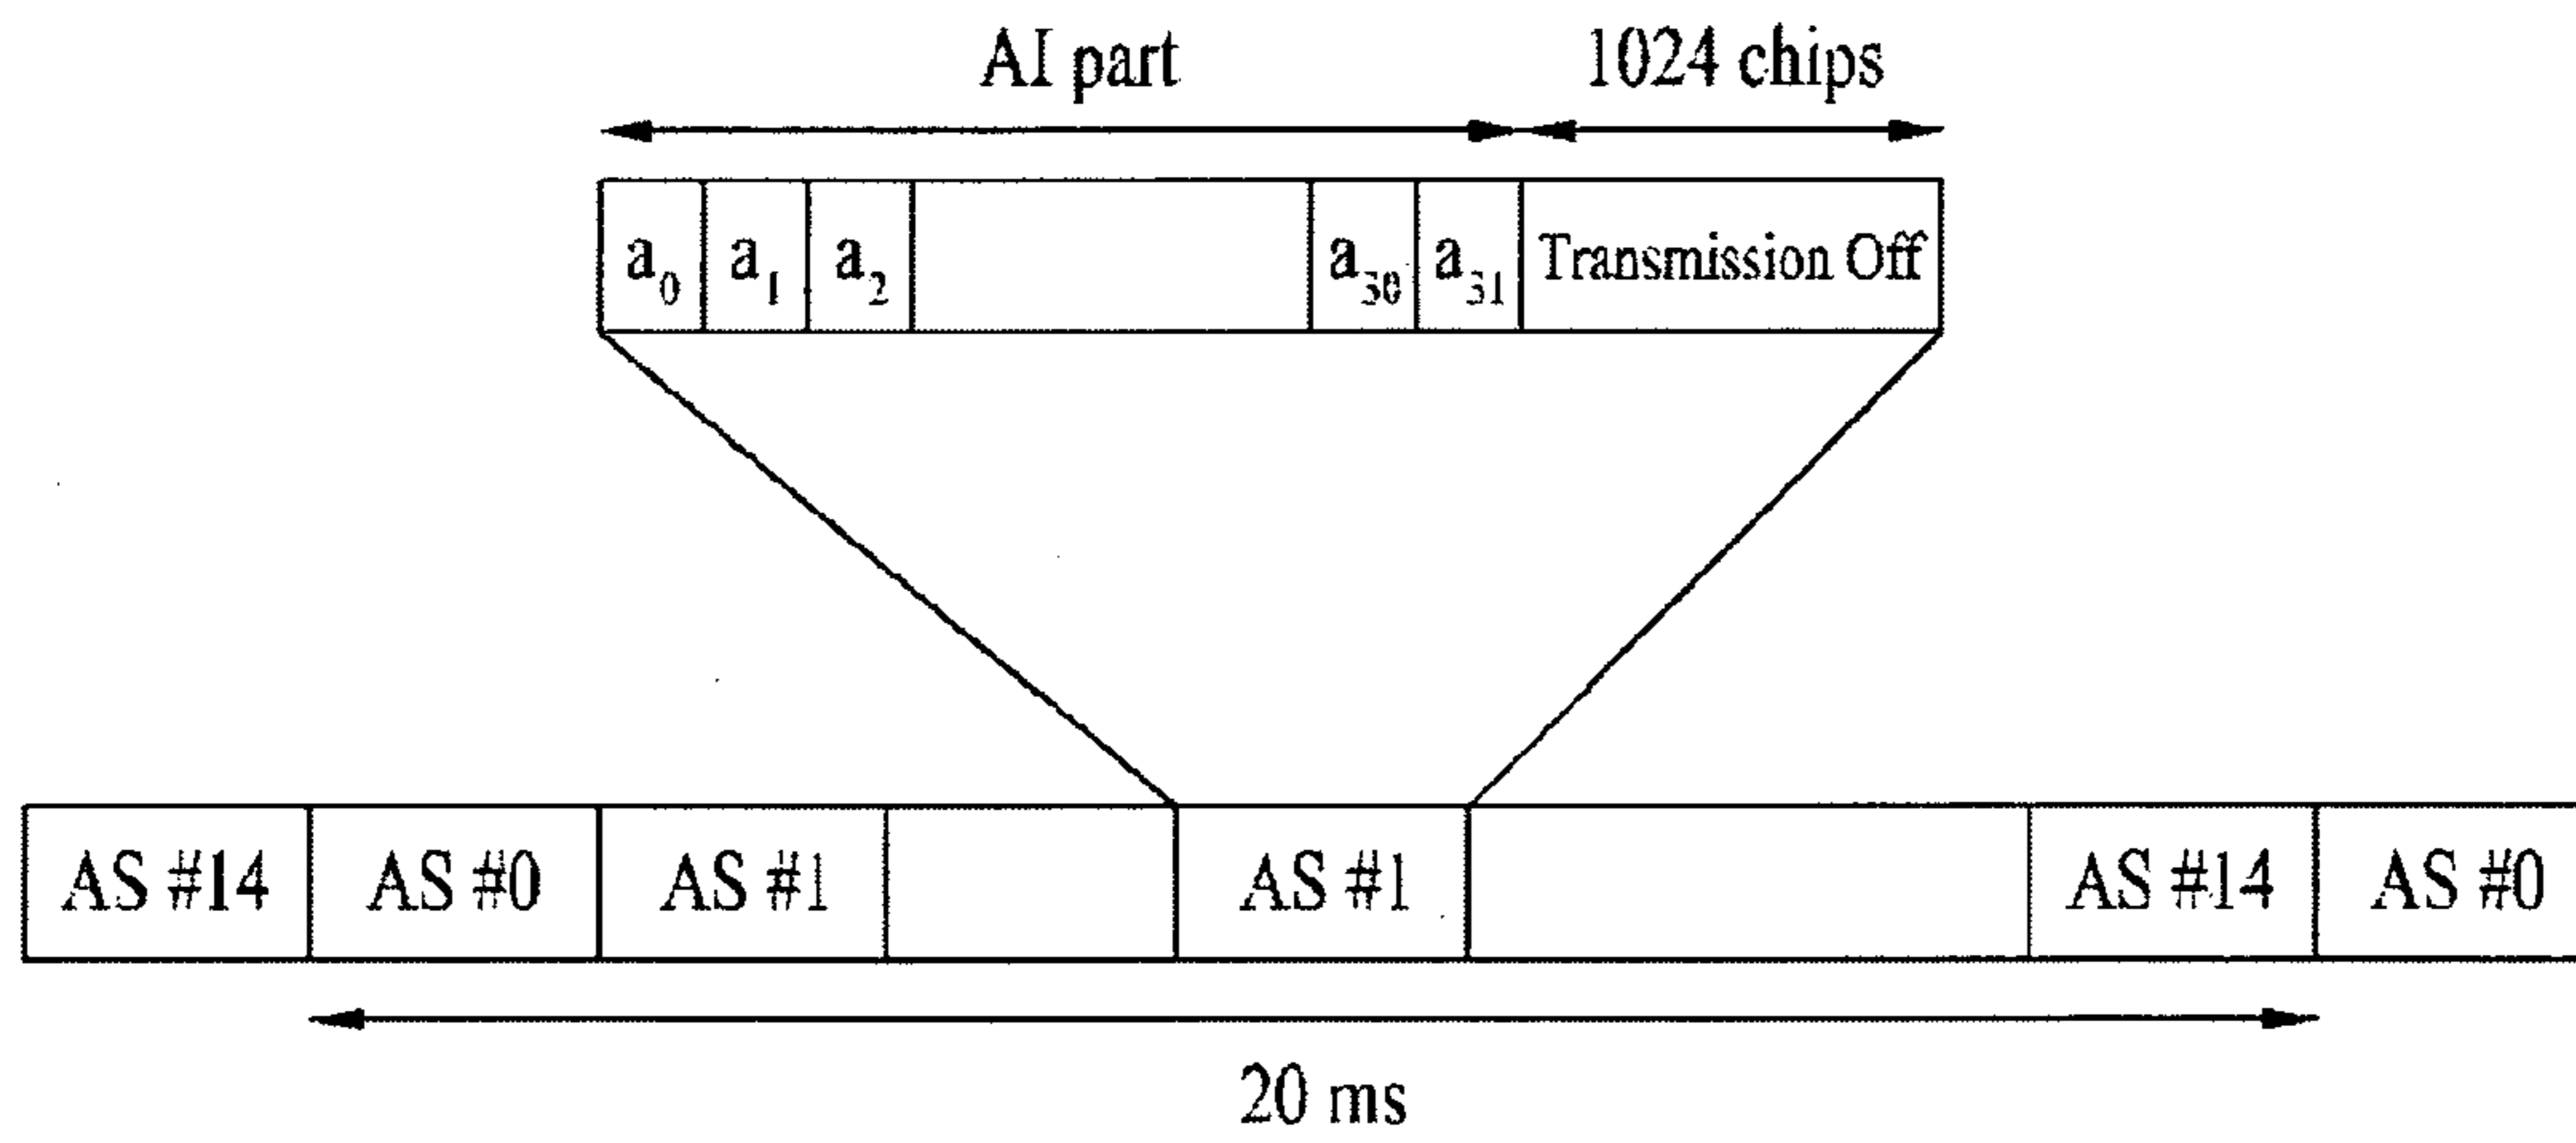 AI part 1024 chips
a0 a1 a2 a30 a31 Transmission Off
AS #14 AS #0 AS #1 AS #1 AS #14 AS #0
20 ms